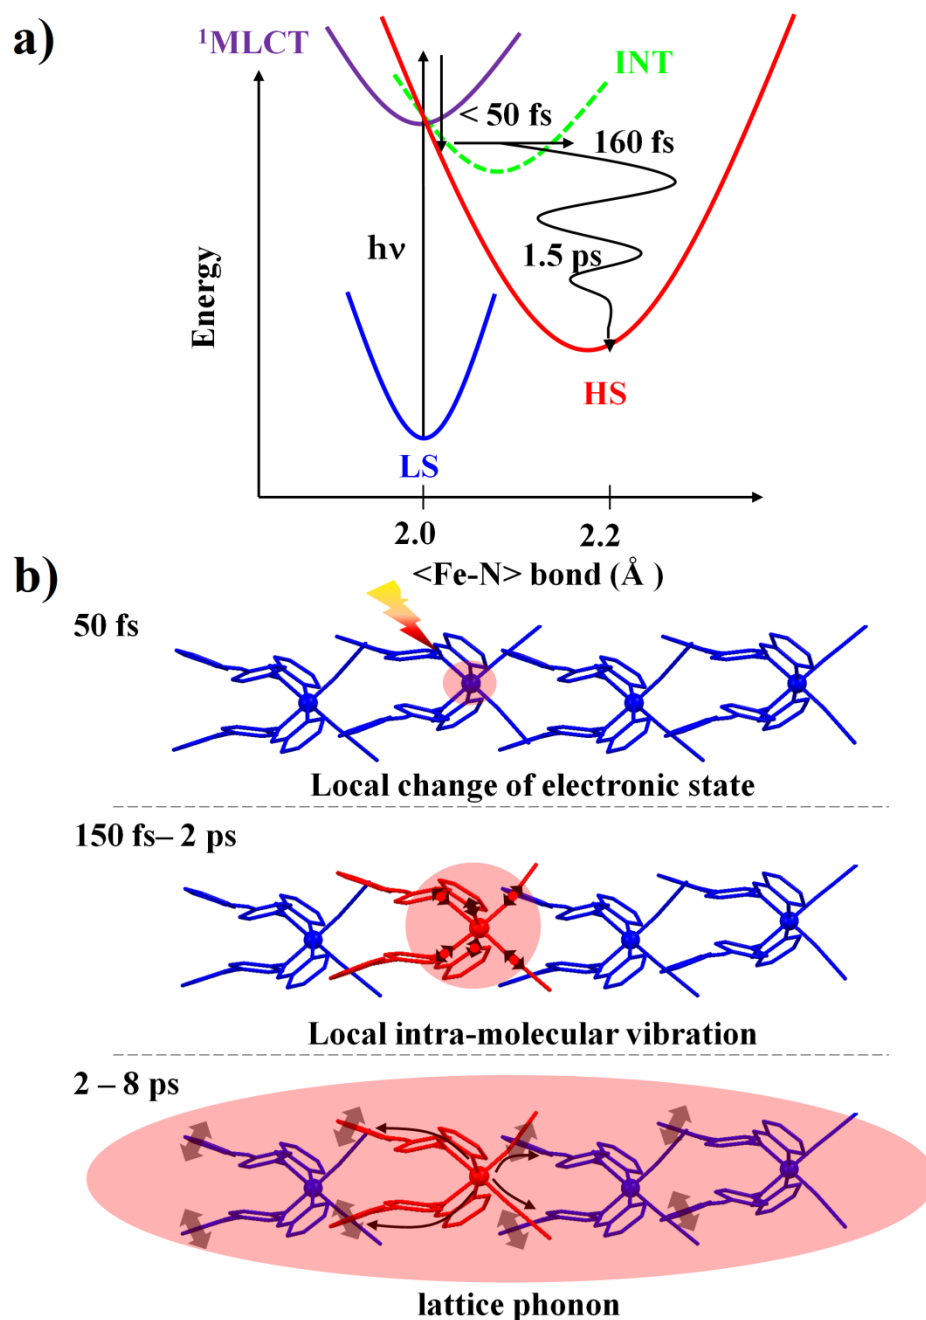 a)
¹MLCT
INT
< 50 fs
160 fs
hν
1.5 ps
Energy
HS
LS
2.0
2.2
<Fe-N> bond (Å )
b)
50 fs
Local change of electronic state
150 fs– 2 ps
Local intra-molecular vibration
2 – 8 ps
lattice phonon